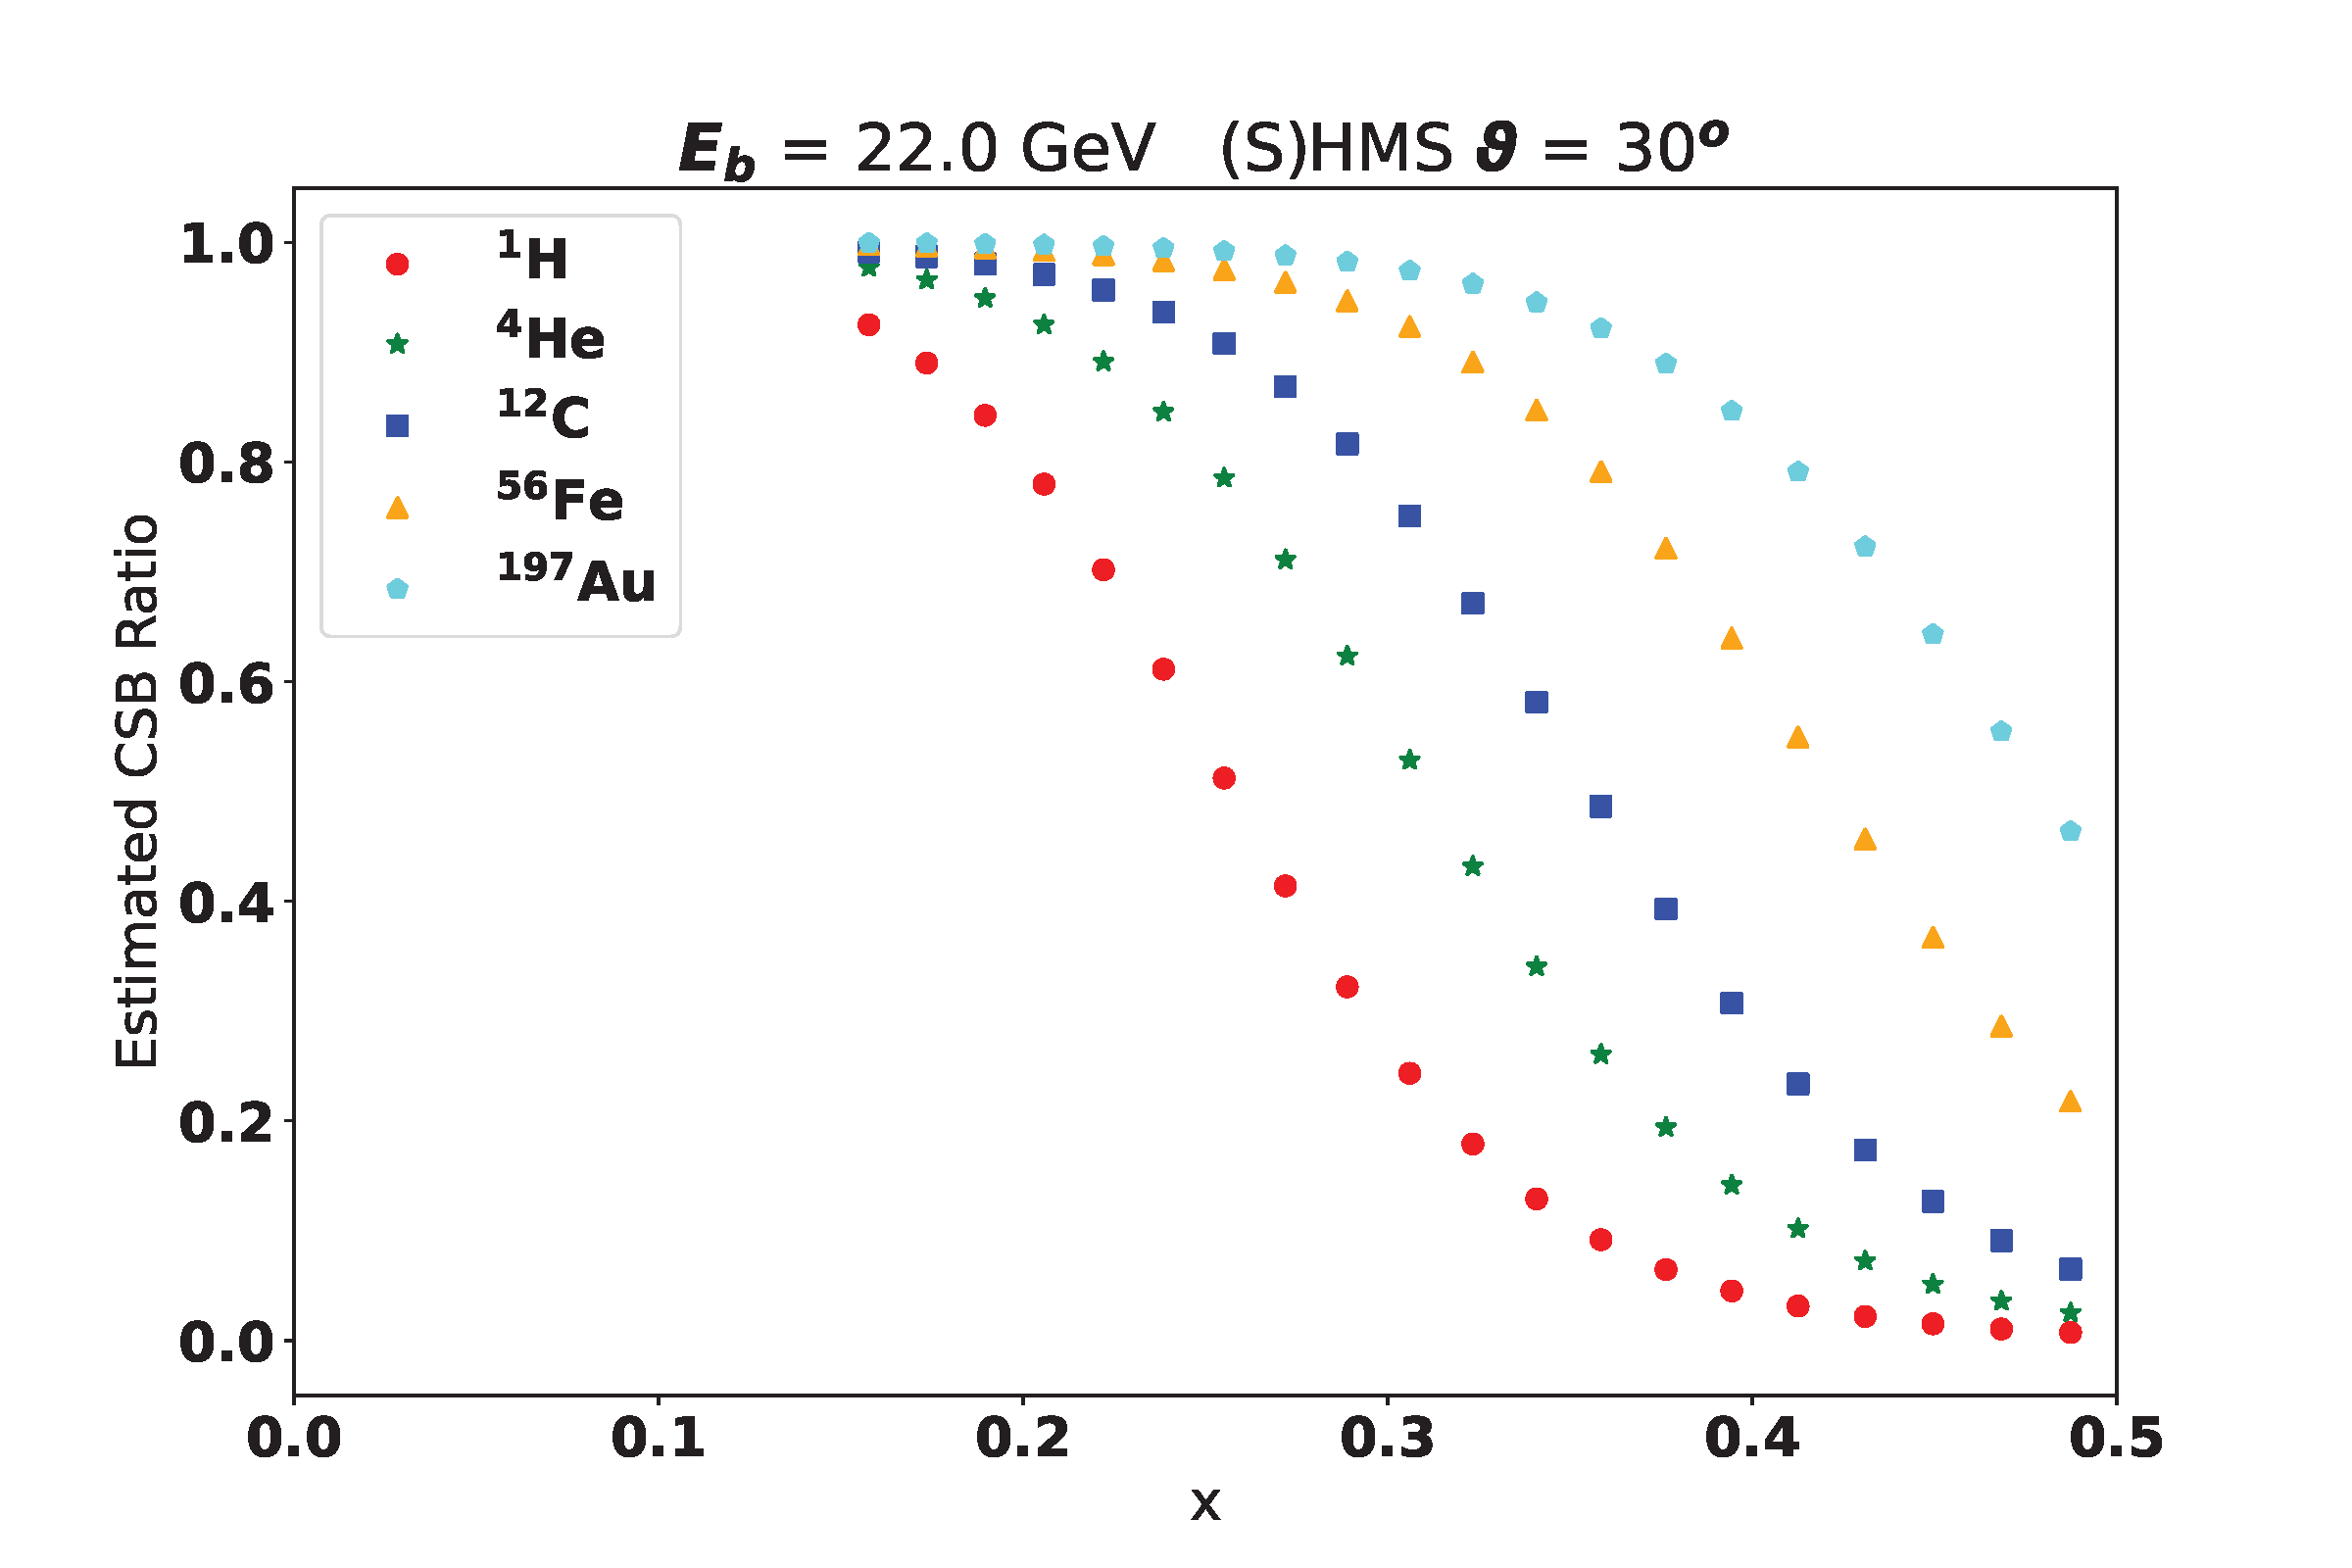 E_b = 22.0 GeV (S)HMS ϑ = 30°
¹H
⁴He
¹²C
⁵⁶Fe
¹⁹⁷Au
Estimated CSB Ratio
1.0
0.8
0.6
0.4
0.2
0.0
0.0 0.1 0.2 0.3 0.4 0.5
x